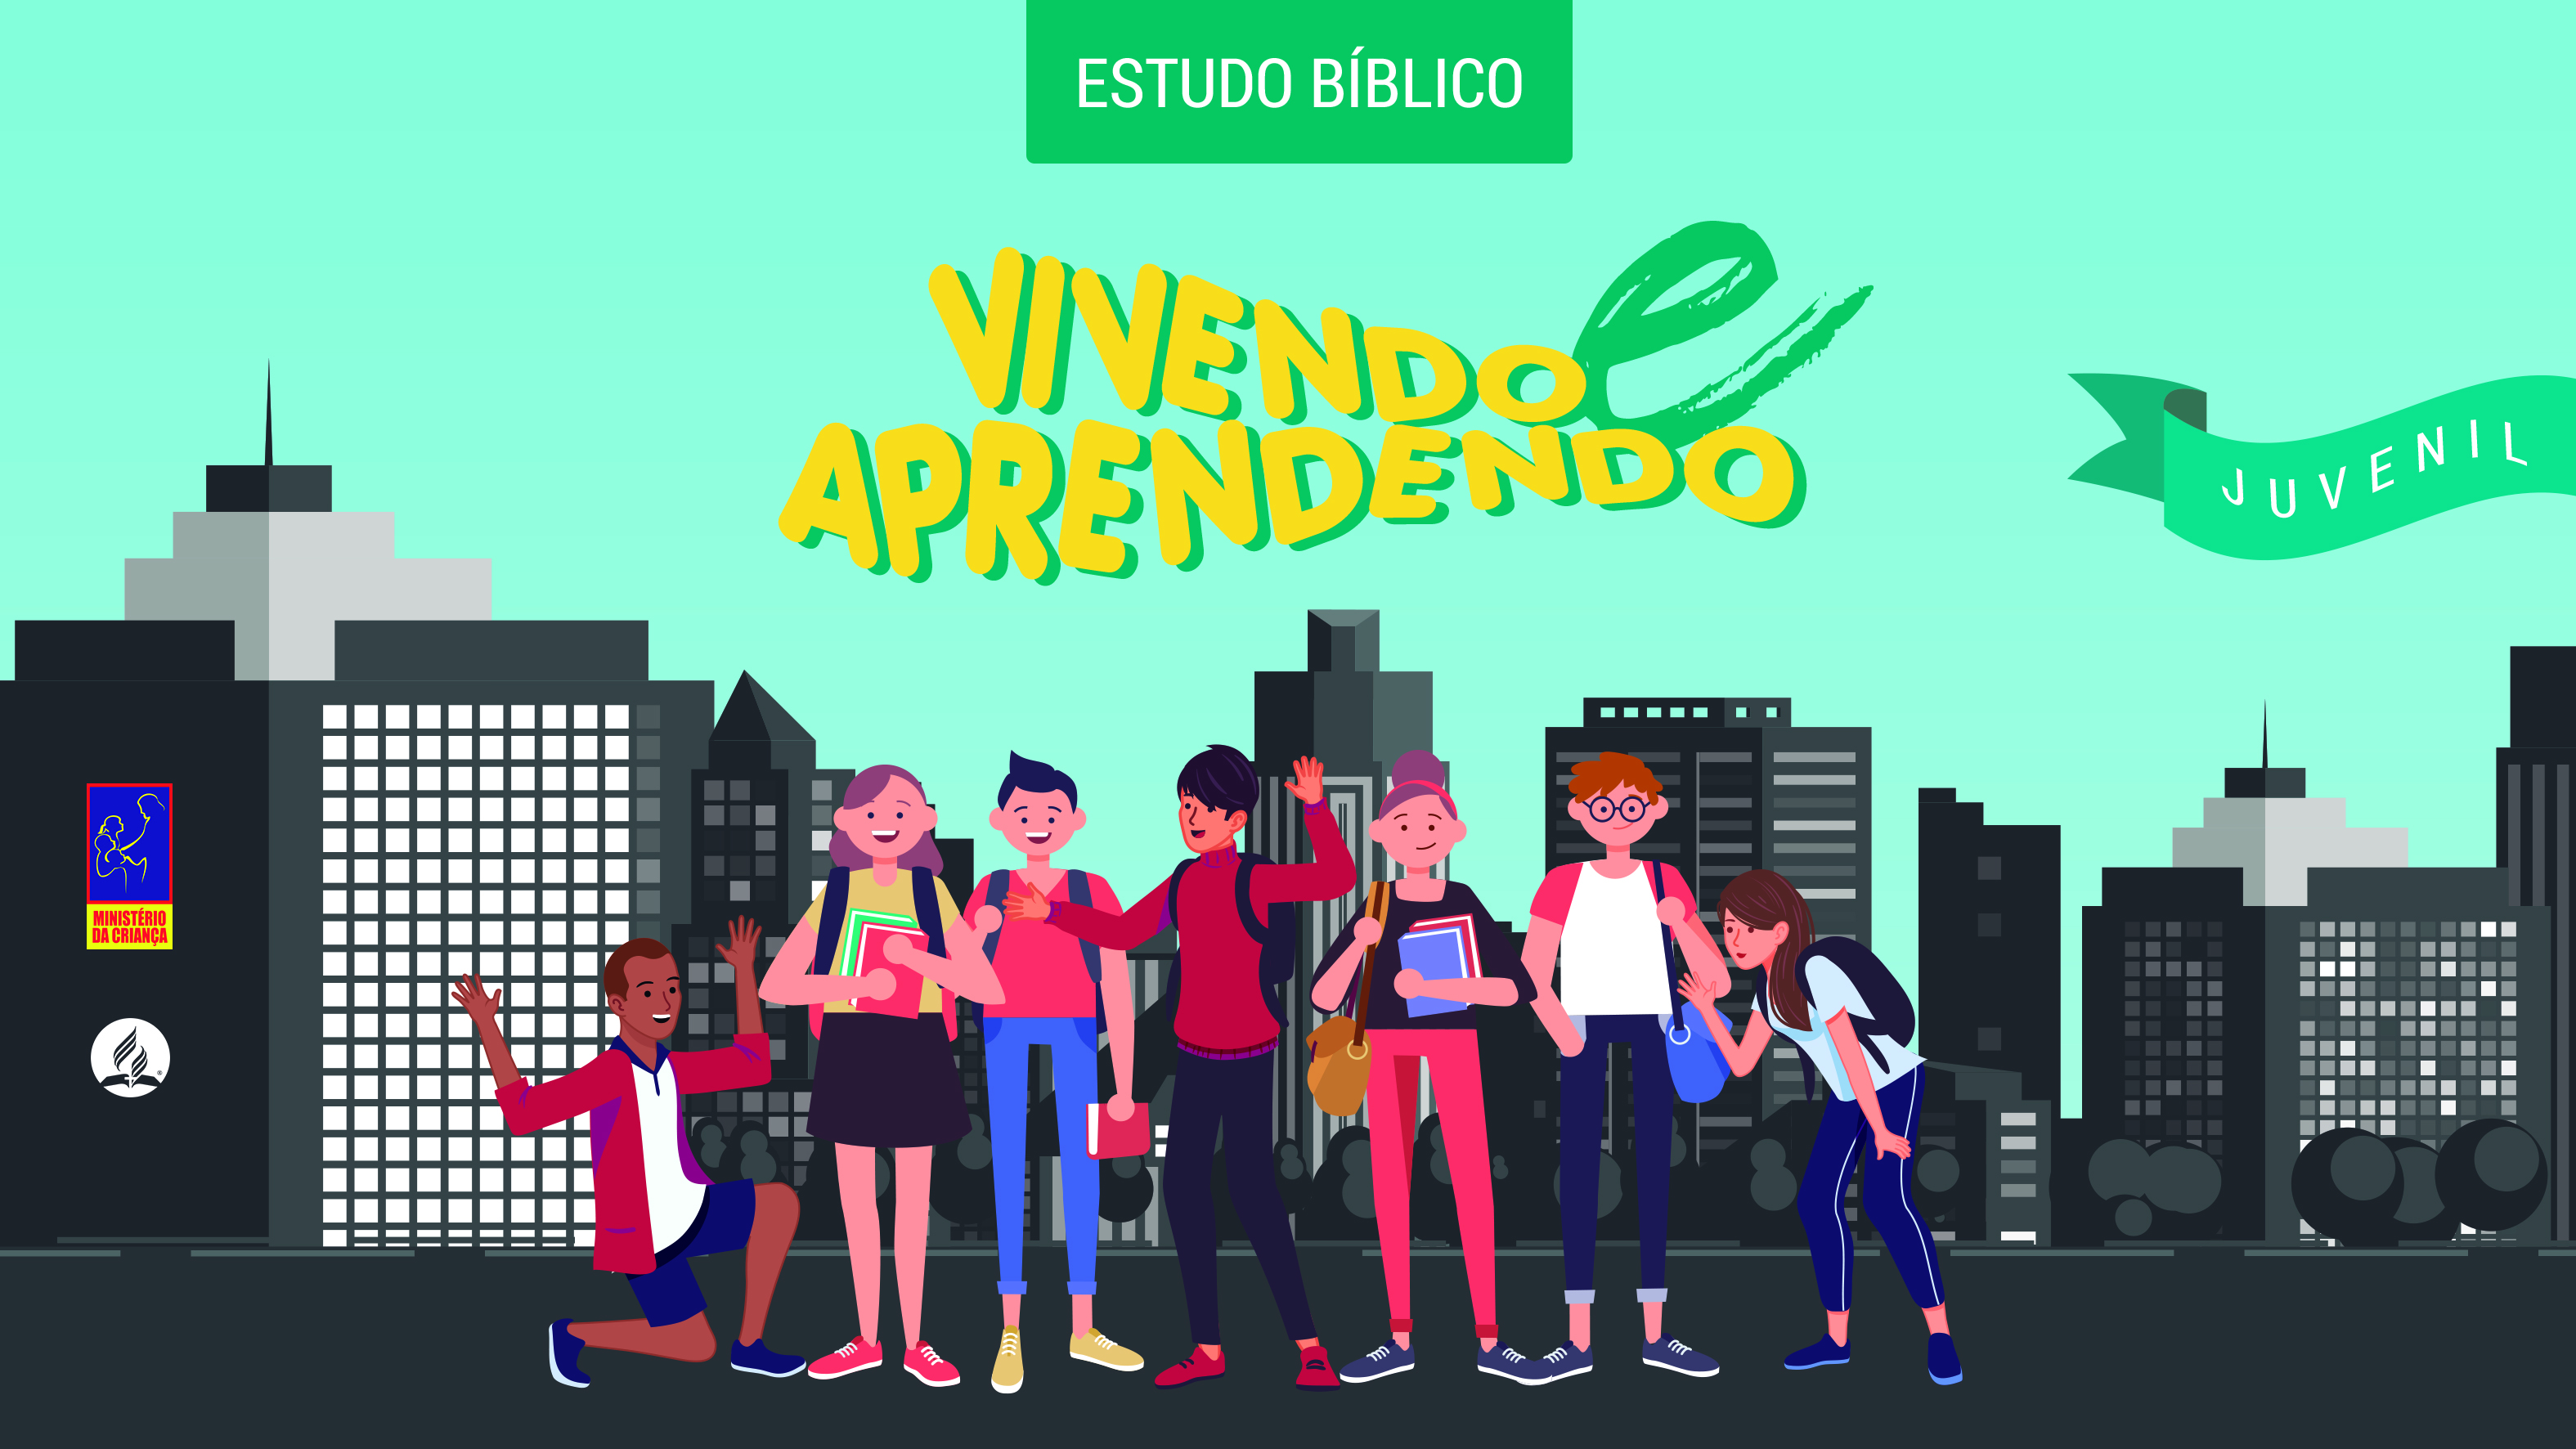 ESTUDO BÍBLICO
VIVENDO e
APRENDENDO
JUVENIL
MINISTÉRIO
DA CRIANÇA
®